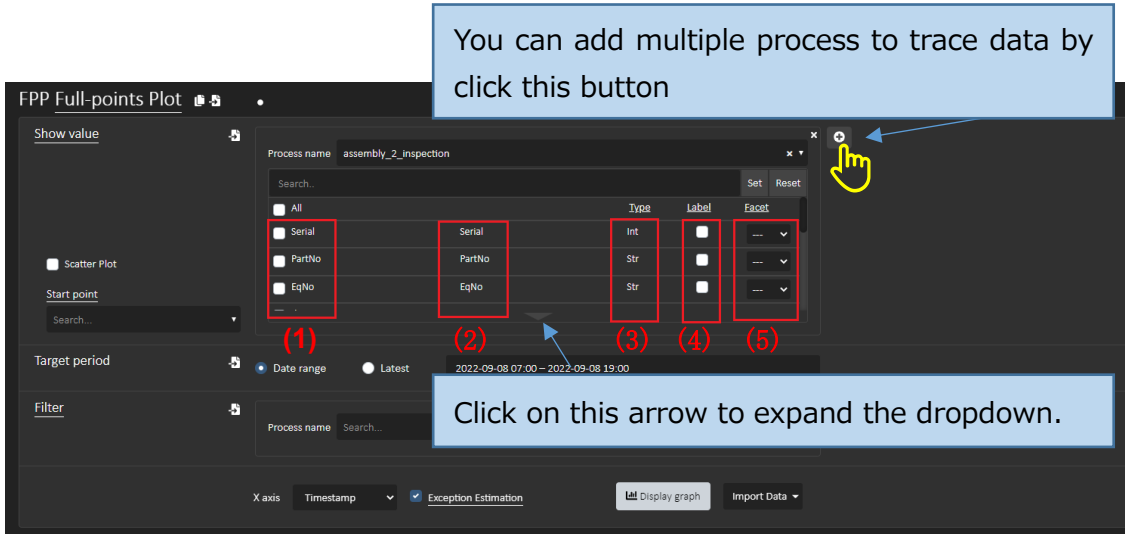 You can add multiple process to trace data by
click this button
FPP Full-points Plot
Show value
Process name assembly_2_inspection
Search..
Set Reset
All Type Label Facet
Serial Serial Int ---
PartNo PartNo Str ---
EqNo EqNo Str ---
Scatter Plot
Start point
Search...
(1) (2) (3) (4) (5)
Target period
Date range Latest 2022-09-08 07:00 – 2022-09-08 19:00
Click on this arrow to expand the dropdown.
Filter
Process name Search...
X axis Timestamp Exception Estimation Display graph Import Data